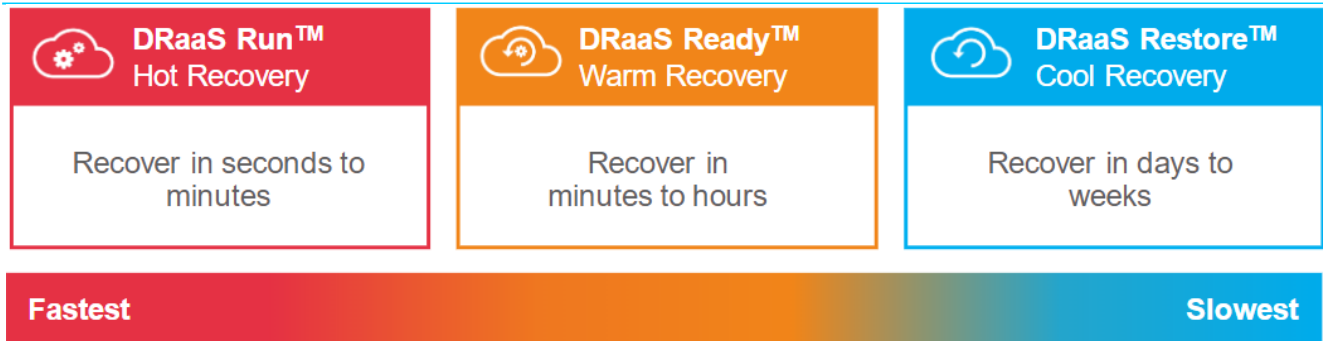 DRaaS Run™
Hot Recovery
Recover in seconds to
minutes
DRaaS Ready™
Warm Recovery
Recover in
minutes to hours
DRaaS Restore™
Cool Recovery
Recover in days to
weeks
Fastest
Slowest